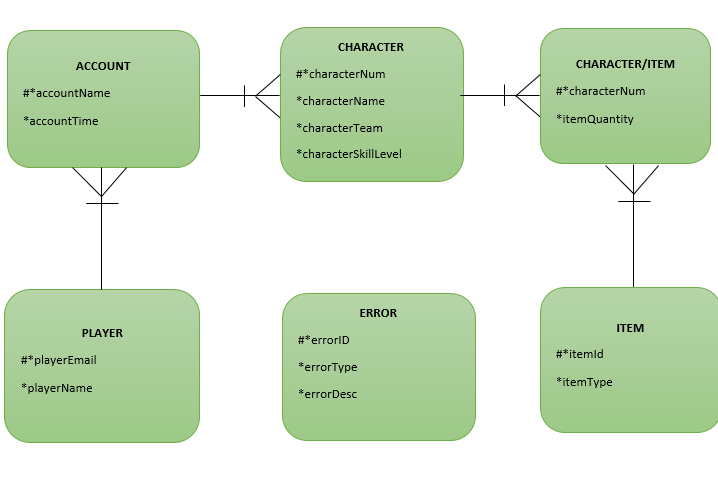 ACCOUNT
#*accountName
*accountTime
CHARACTER
#*characterNum
*characterName
*characterTeam
*characterSkillLevel
CHARACTER/ITEM
#*characterNum
*itemQuantity
PLAYER
#*playerEmail
*playerName
ERROR
#*errorID
*errorType
*errorDesc
ITEM
#*itemId
*itemType